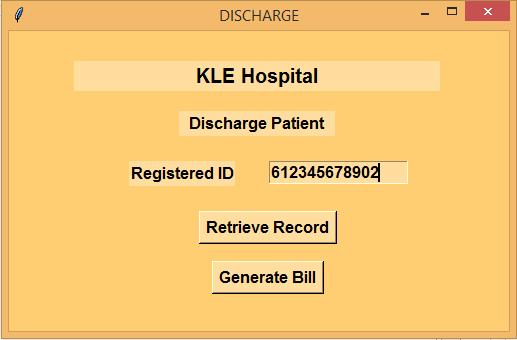 DISCHARGE
KLE Hospital
Discharge Patient
Registered ID 612345678902
Retrieve Record
Generate Bill